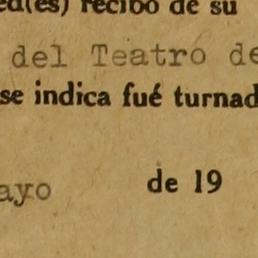 ed(es) recibo de su
del Teatro de
se indica fué turnad
ayo de 19